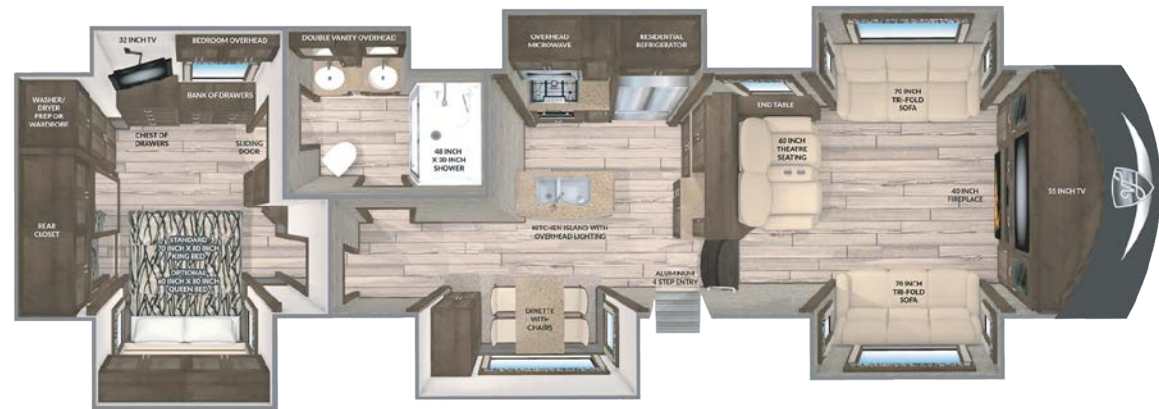 32 INCH TV
BEDROOM OVERHEAD
BANK OF DRAWERS
WASHER/
DRYER
PREP OR
WARDROBE
CHEST OF
DRAWERS
SLIDING
DOOR
REAR
CLOSET
STANDARD
70 INCH X 80 INCH
KING BED
OPTIONAL
60 INCH X 80 INCH
QUEEN BED
DOUBLE VANITY OVERHEAD
48 INCH
X 30 INCH
SHOWER
OVERHEAD
MICROWAVE
RESIDENTIAL
REFRIGERATOR
KITCHEN ISLAND WITH
OVERHEAD LIGHTING
DINETTE
WITH
CHAIRS
ALUMINUM
4 STEP ENTRY
END TABLE
60 INCH
THEATRE
SEATING
70 INCH
TRI-FOLD
SOFA
40 INCH
FIREPLACE
55 INCH TV
70 INCH
TRI-FOLD
SOFA